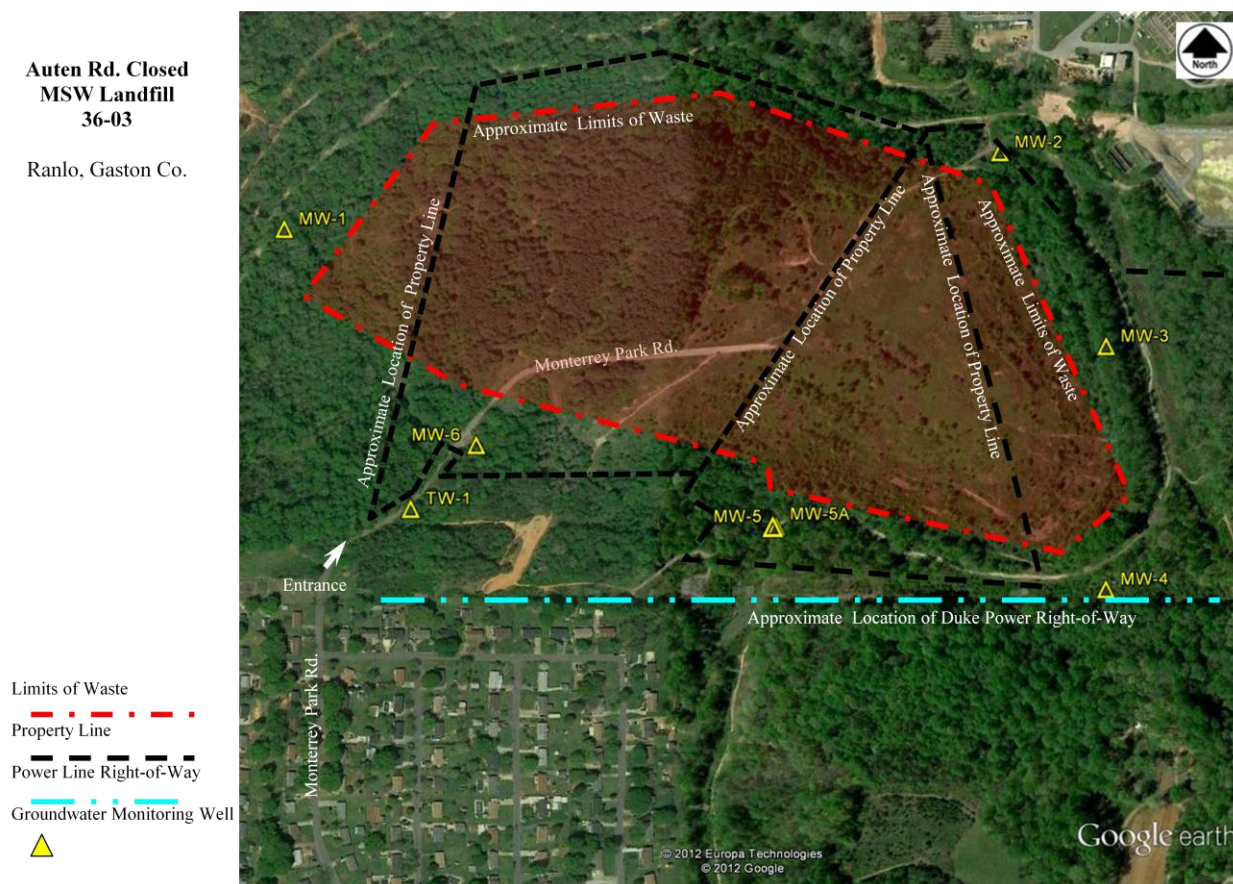 Auten Rd. Closed
MSW Landfill
36-03
Ranlo, Gaston Co.
North
Approximate Limits of Waste
MW-2
MW-1
Approximate Location of Property Line
Approximate Location of Property Line
Approximate Location of Property Line
Approximate Limits of Waste
MW-3
Monterrey Park Rd.
MW-6
TW-1
MW-5
MW-5A
Entrance
MW-4
Approximate Location of Duke Power Right-of-Way
Monterrey Park Rd.
Limits of Waste
Property Line
Power Line Right-of-Way
Groundwater Monitoring Well
© 2012 Europa Technologies
© 2012 Google
Google earth